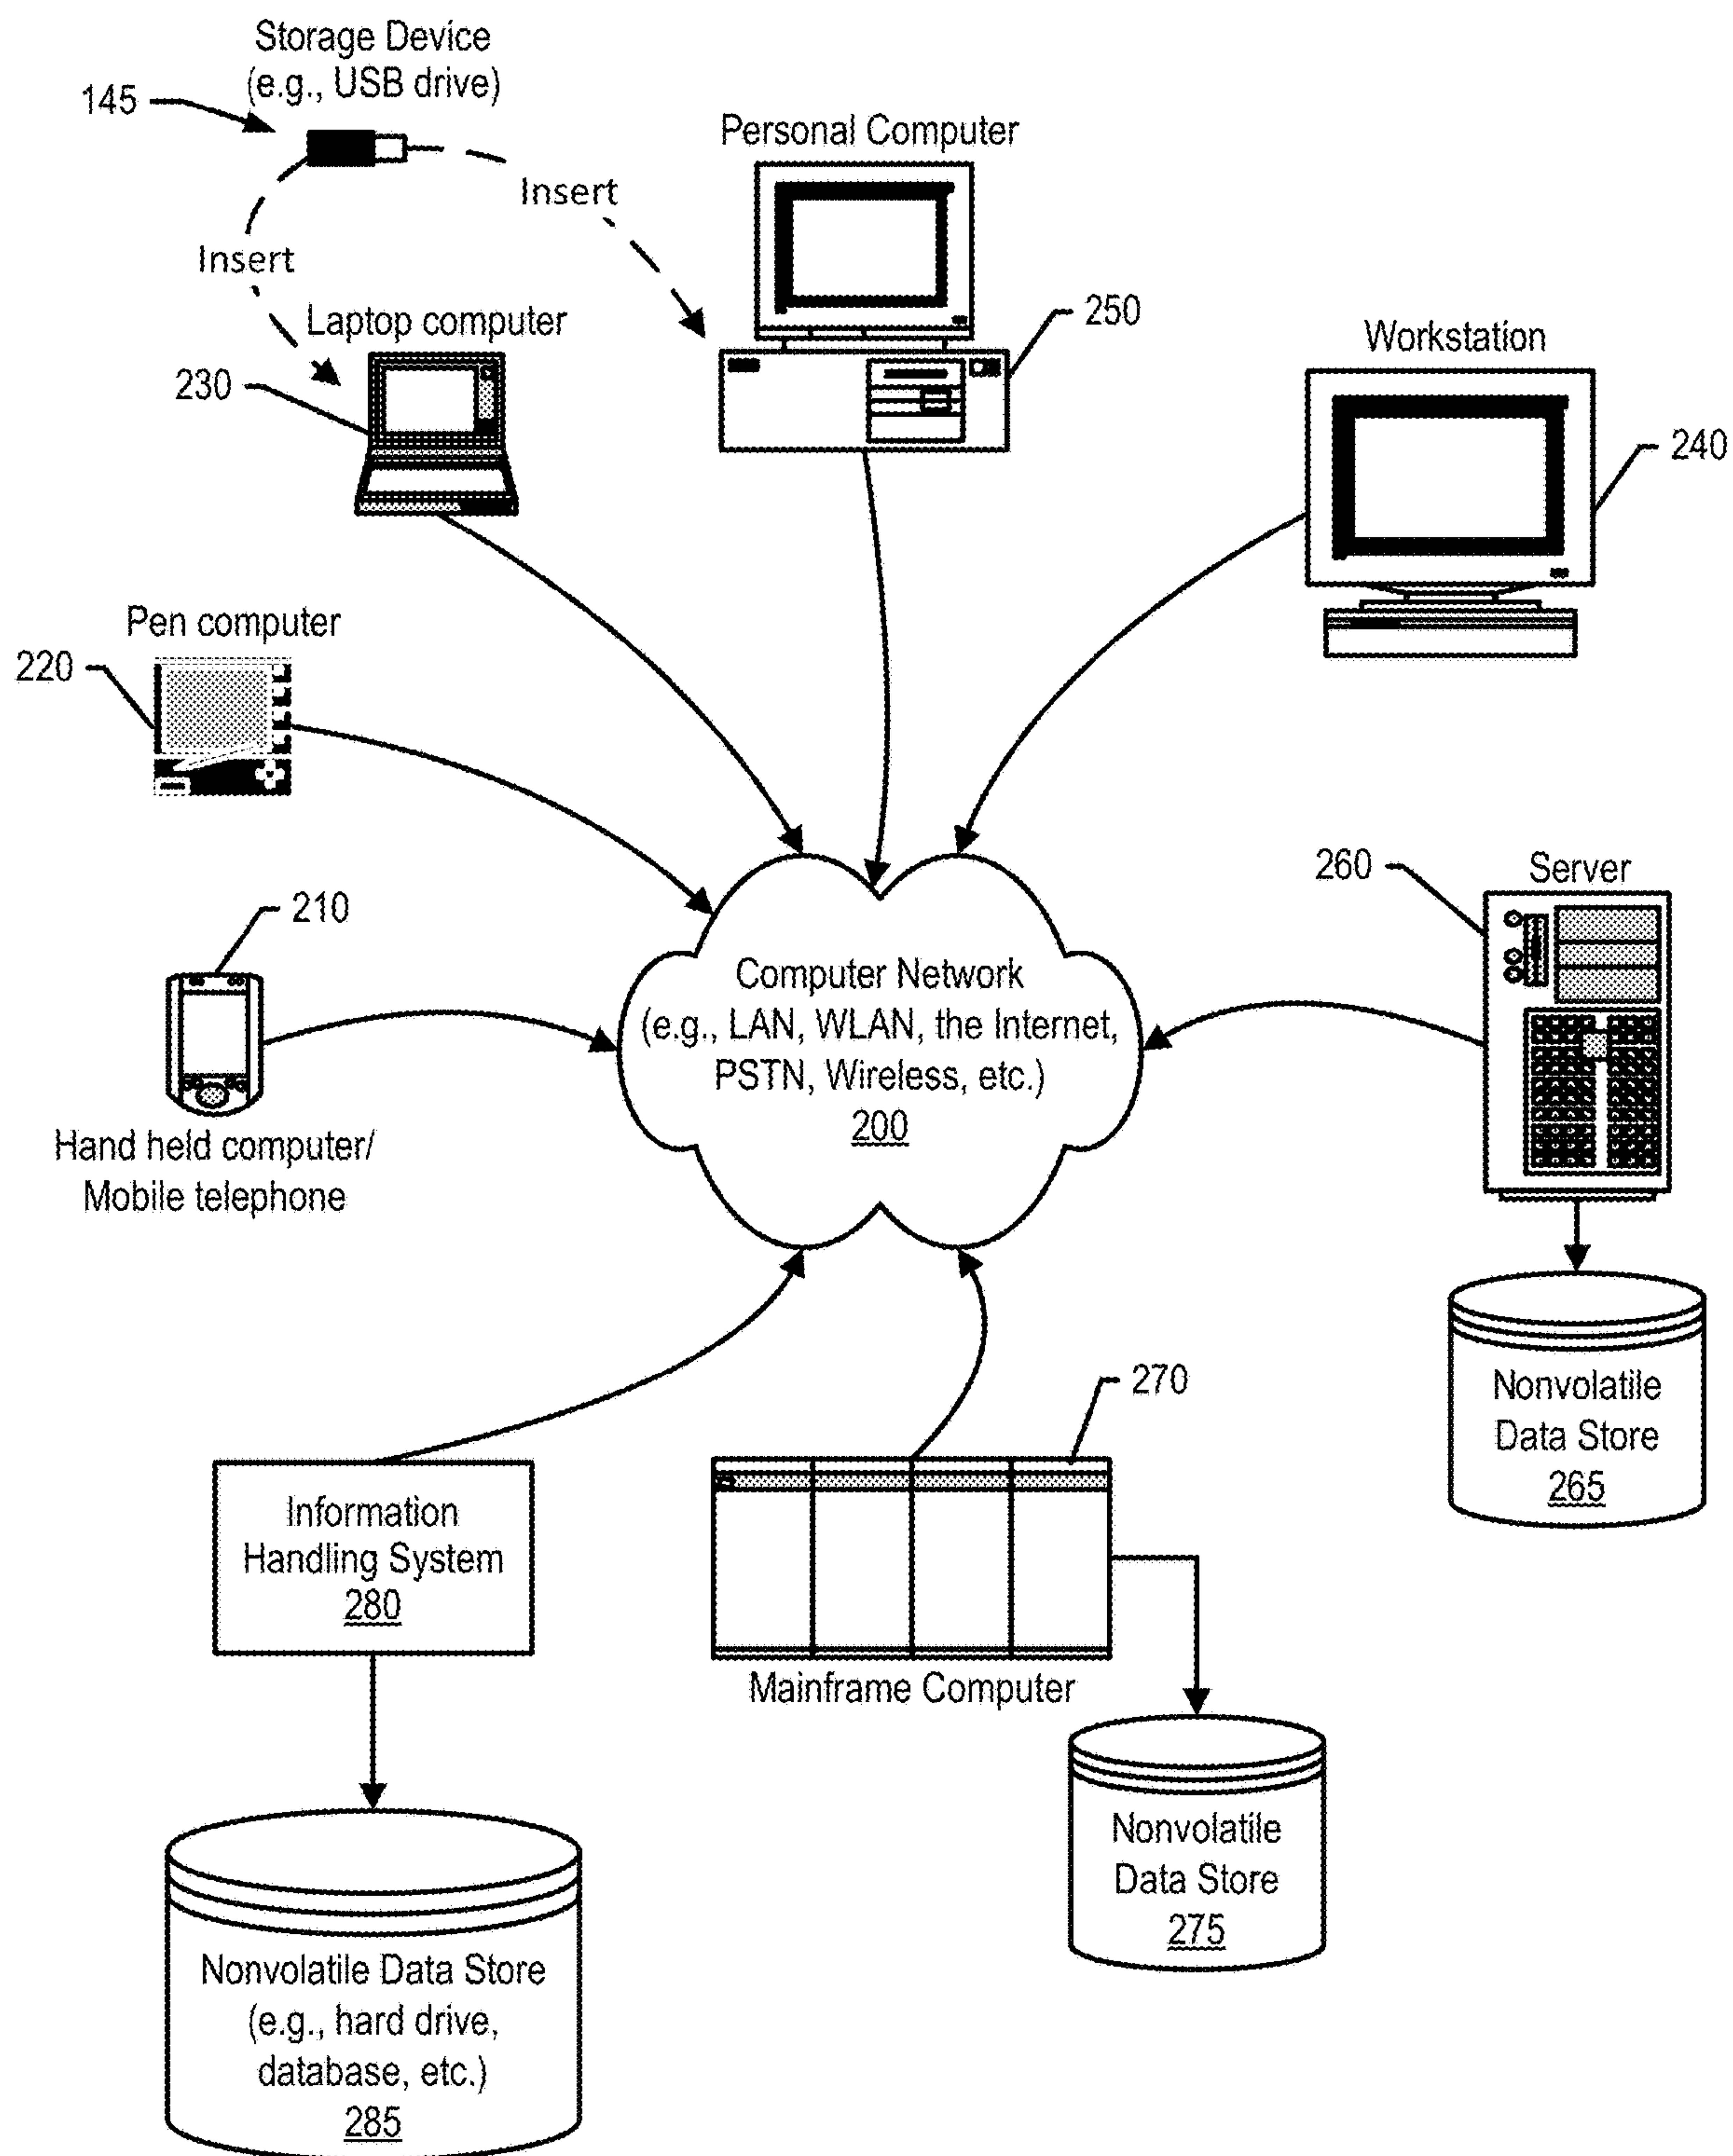 Storage Device
(e.g., USB drive)
145
Personal Computer
Insert
Insert
Laptop computer
250
Workstation
230
240
Pen computer
220
260
Server
210
Computer Network
(e.g., LAN, WLAN, the Internet,
PSTN, Wireless, etc.)
200
Hand held computer/
Mobile telephone
270
Nonvolatile
Data Store
265
Information
Handling System
280
Mainframe Computer
Nonvolatile
Data Store
275
Nonvolatile Data Store
(e.g., hard drive,
database, etc.)
285